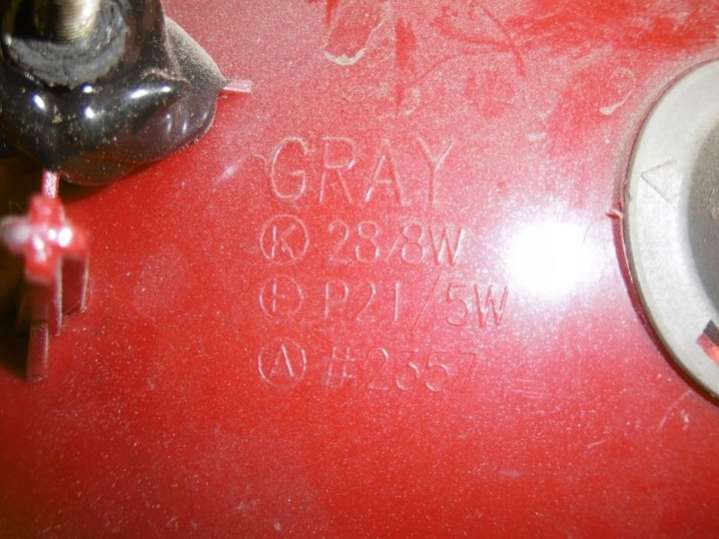 GRAY
Ⓚ 28/8W
Ⓔ P21/5W
Ⓐ #2357